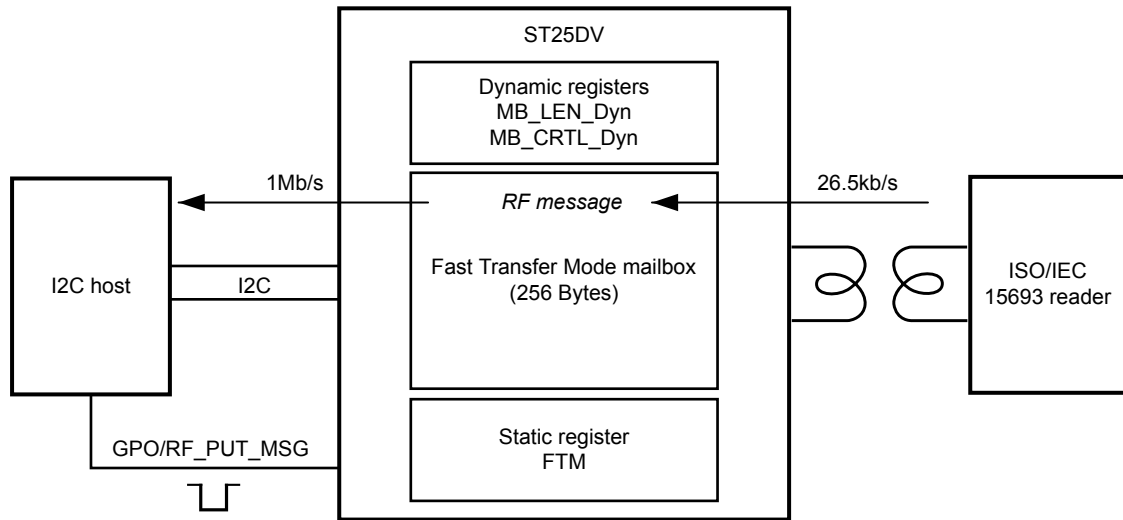 ST25DV
Dynamic registers
MB_LEN_Dyn
MB_CRTL_Dyn
1Mb/s
RF message
26.5kb/s
I2C host
I2C
Fast Transfer Mode mailbox
(256 Bytes)
ISO/IEC
15693 reader
GPO/RF_PUT_MSG
Static register
FTM